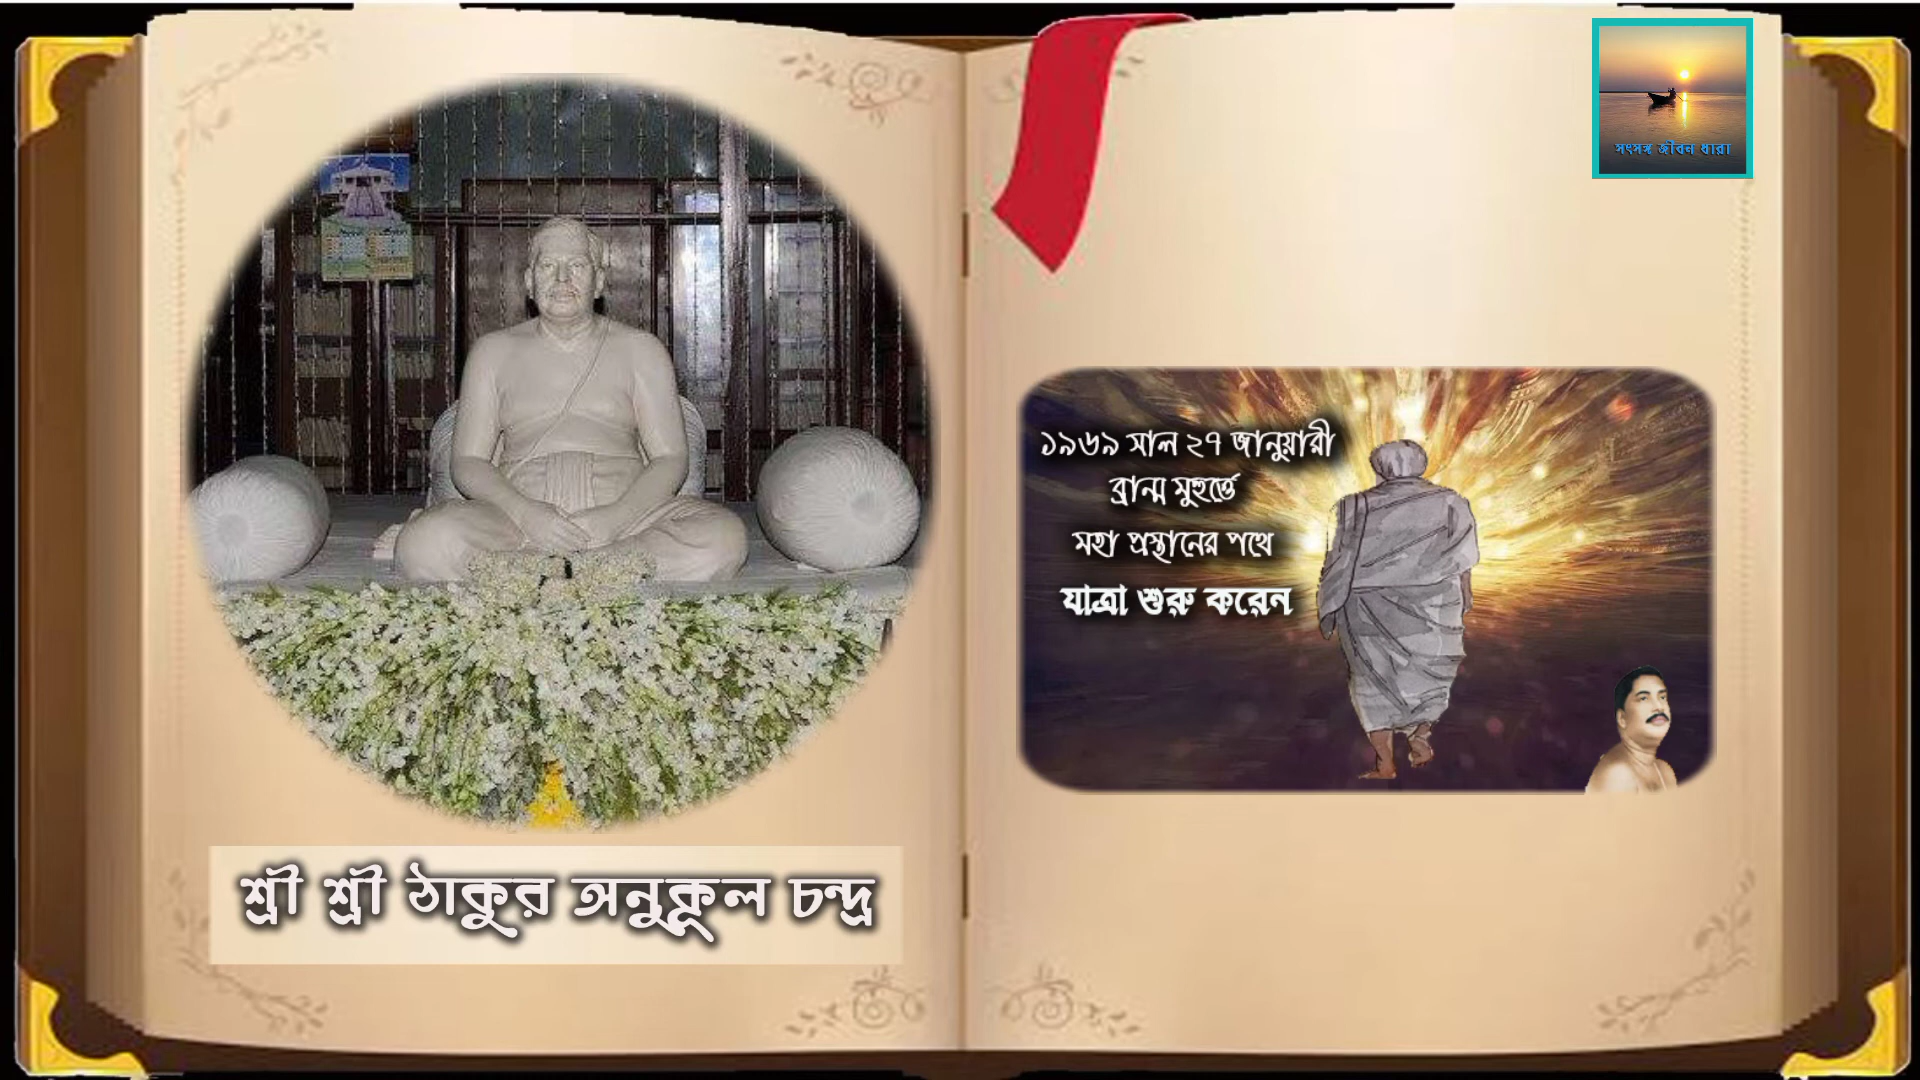 শ্রী শ্রী ঠাকুর অনুকূল চন্দ্র
সৎসঙ্গ জীবন ধারা
১৯৬৯ সাল ২৭ জানুয়ারী
ব্রাহ্ম মুহুর্ত্তে
মহা প্রস্থানের পথে
যাত্রা শুরু করেন